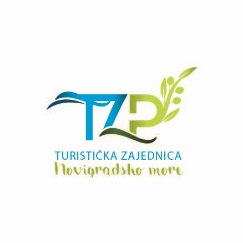 TZP
TURISTIČKA ZAJEDNICA
Novigradsko more